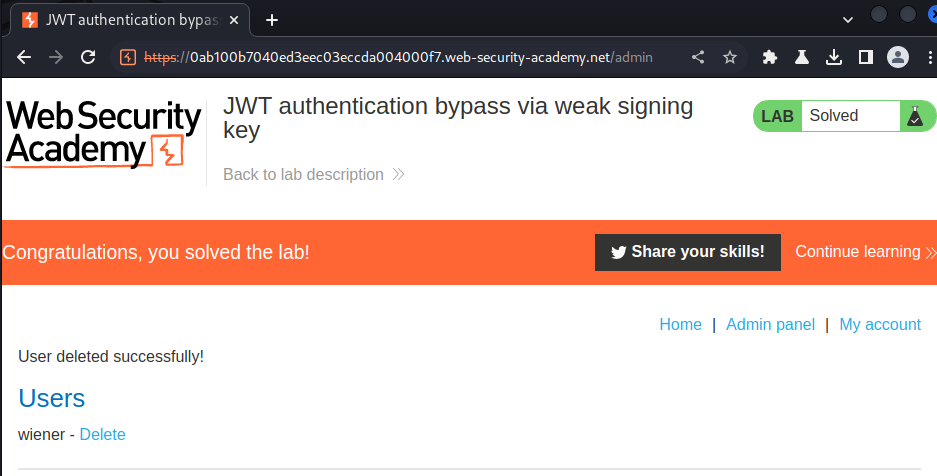 JWT authentication bypas
https://0ab100b7040ed3eec03eccda004000f7.web-security-academy.net/admin
Web Security
Academy
JWT authentication bypass via weak signing
key
Back to lab description
LAB Solved
Congratulations, you solved the lab!
Share your skills!
Continue learning
Home | Admin panel | My account
User deleted successfully!
Users
wiener - Delete